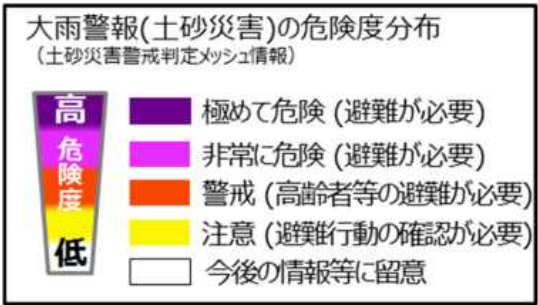 大雨警報(土砂災害)の危険度分布
(土砂災害警戒判定メッシュ情報)
高
危険度
低
極めて危険 (避難が必要)
非常に危険 (避難が必要)
警戒 (高齢者等の避難が必要)
注意 (避難行動の確認が必要)
今後の情報等に留意